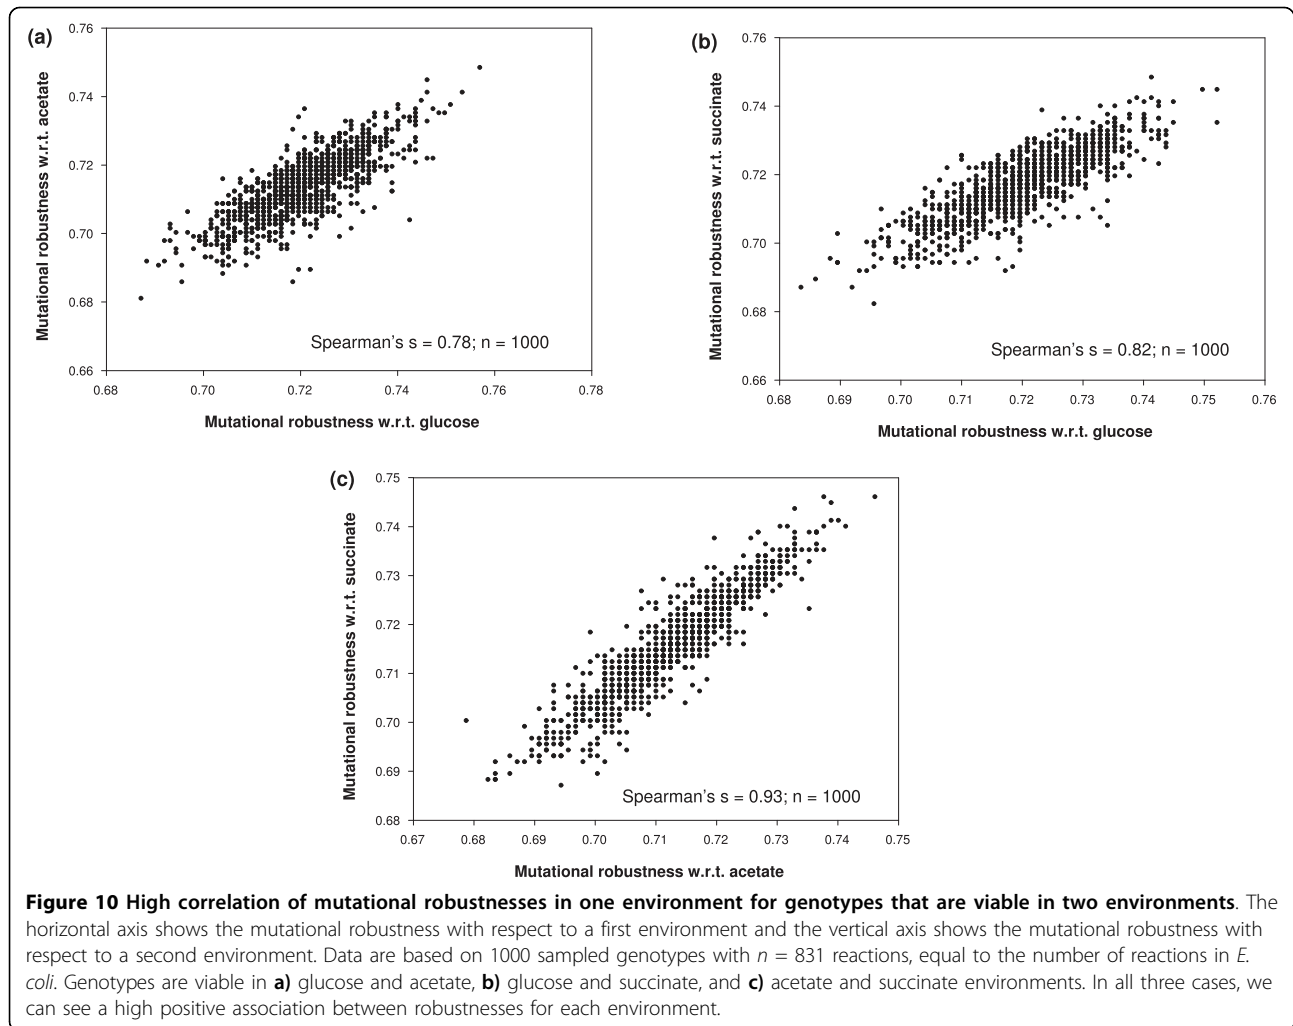 (a)
0.76
0.74
0.72
0.70
0.68
0.66
Mutational robustness w.r.t. acetate
Spearman's s = 0.78; n = 1000
0.68 0.70 0.72 0.74 0.76 0.78
Mutational robustness w.r.t. glucose
(b)
0.76
0.74
0.72
0.70
0.68
0.66
Mutational robustness w.r.t. succinate
Spearman's s = 0.82; n = 1000
0.68 0.69 0.70 0.71 0.72 0.73 0.74 0.75 0.76
Mutational robustness w.r.t. glucose
(c)
0.75
0.74
0.73
0.72
0.71
0.70
0.69
0.68
Mutational robustness w.r.t. succinate
Spearman's s = 0.93; n = 1000
0.67 0.68 0.69 0.70 0.71 0.72 0.73 0.74 0.75
Mutational robustness w.r.t. acetate
Figure 10 High correlation of mutational robustnesses in one environment for genotypes that are viable in two environments. The
horizontal axis shows the mutational robustness with respect to a first environment and the vertical axis shows the mutational robustness with
respect to a second environment. Data are based on 1000 sampled genotypes with n = 831 reactions, equal to the number of reactions in E.
coli. Genotypes are viable in a) glucose and acetate, b) glucose and succinate, and c) acetate and succinate environments. In all three cases, we
can see a high positive association between robustnesses for each environment.